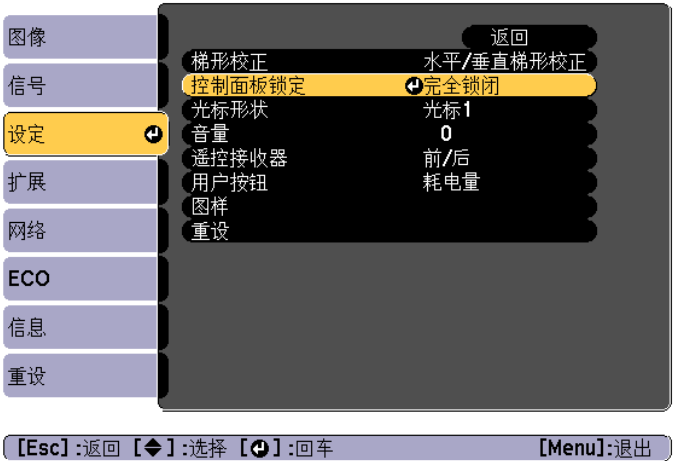 图像
信号
设定
扩展
网络
ECO
信息
重设
返回
梯形校正 水平/垂直梯形校正
控制面板锁定 完全锁闭
光标形状 光标1
音量 0
遥控接收器 前/后
用户按钮 耗电量
图样
重设
[Esc]:返回 [◆]:选择 [⏎]:回车 [Menu]:退出